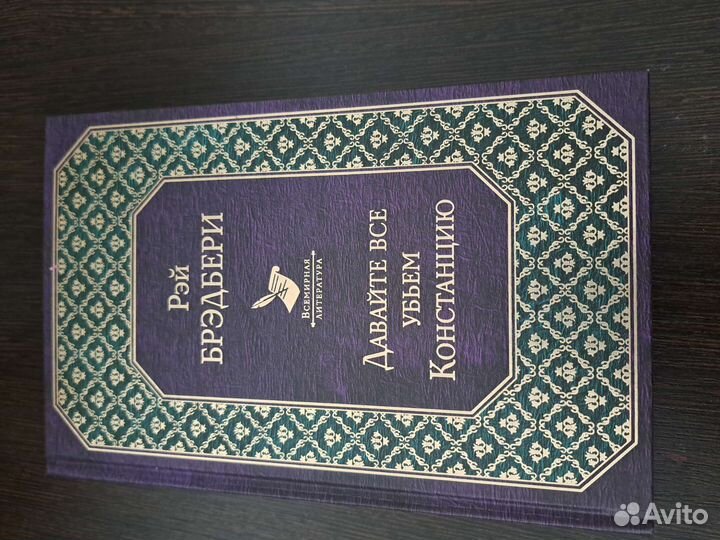 Рэй
БРЭДБЕРИ
ВСЕМИРНАЯ
ЛИТЕРАТУРА
ДАВАЙТЕ ВСЕ
УБЬЕМ
КОНСТАНЦИЮ
Avito